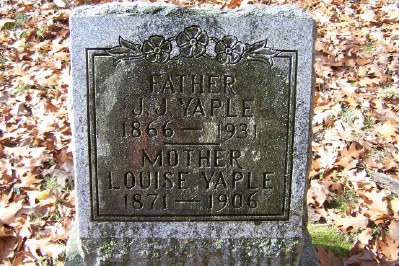 FATHER
J. J. YAPLE
1866 — 1931
MOTHER
LOUISE YAPLE
1871 — 1906